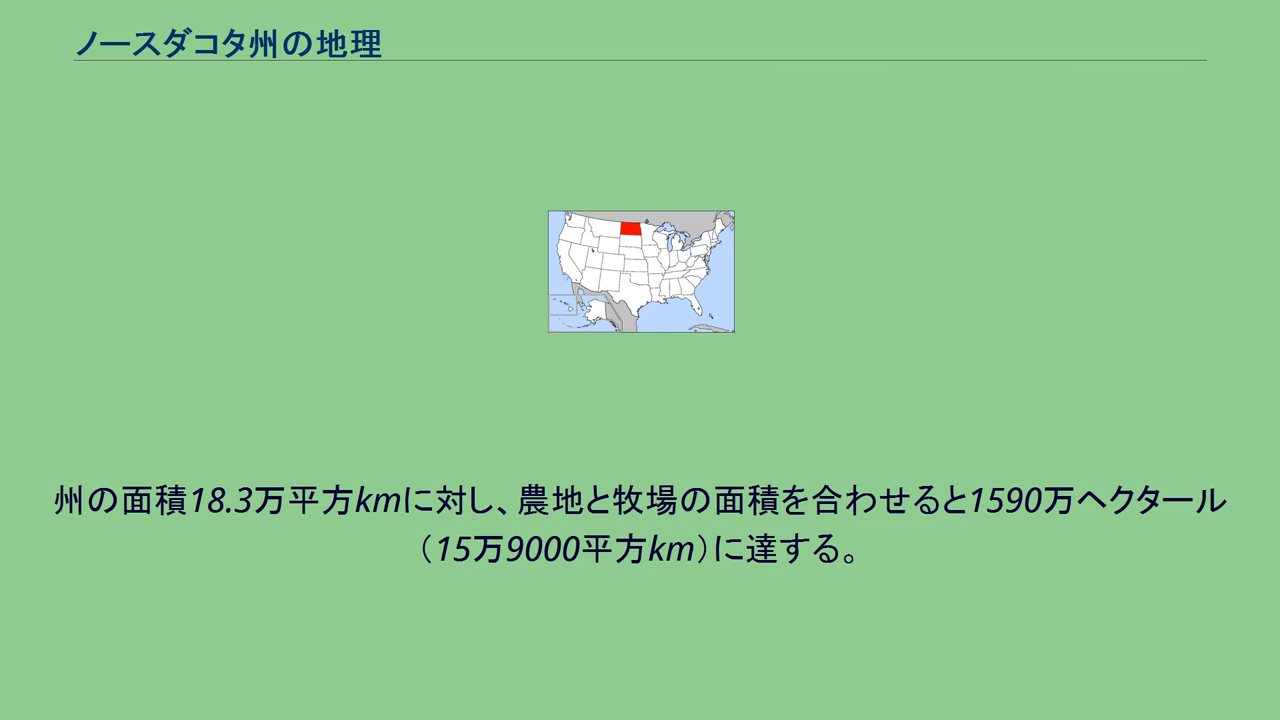 ノースダコタ州の地理
州の面積18.3万平方kmに対し、農地と牧場の面積を合わせると1590万ヘクタール
（15万9000平方km）に達する。